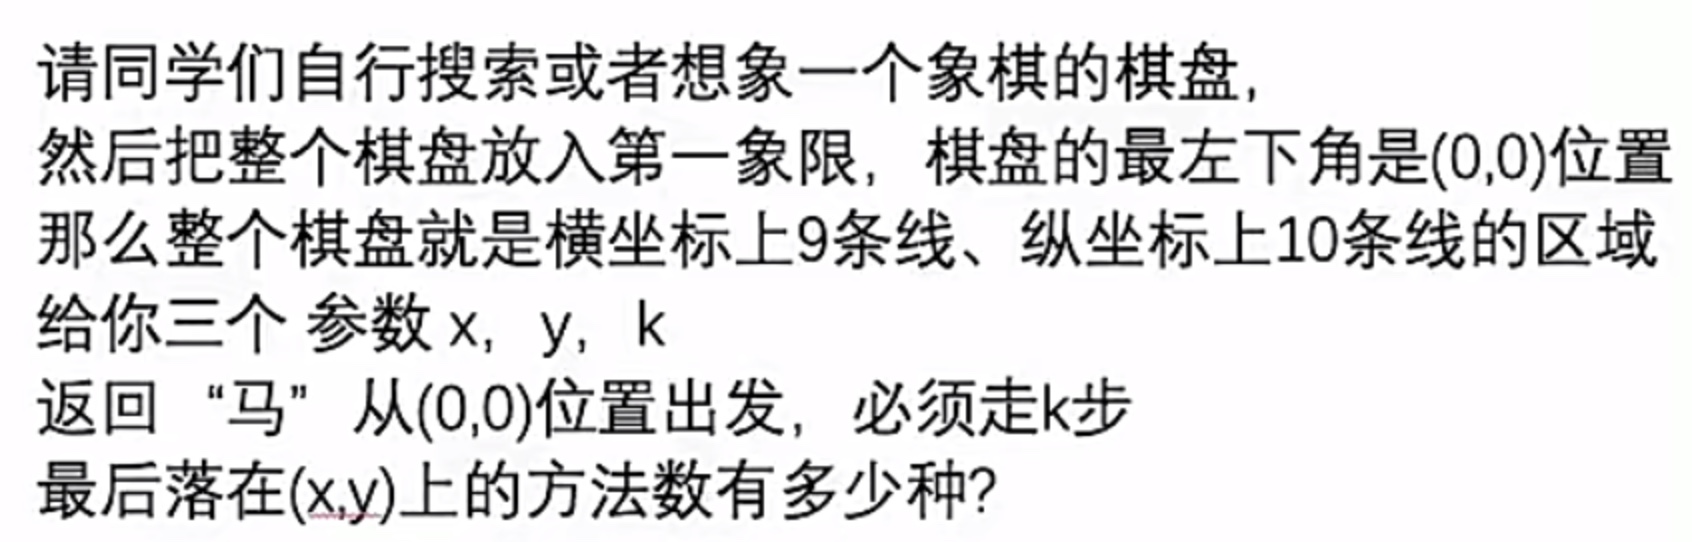 请同学们自行搜索或者想象一个象棋的棋盘,
然后把整个棋盘放入第一象限，棋盘的最左下角是(0,0)位置
那么整个棋盘就是横坐标上9条线、纵坐标上10条线的区域
给你三个 参数 x，y，k
返回“马”从(0,0)位置出发，必须走k步
最后落在(x,y)上的方法数有多少种?